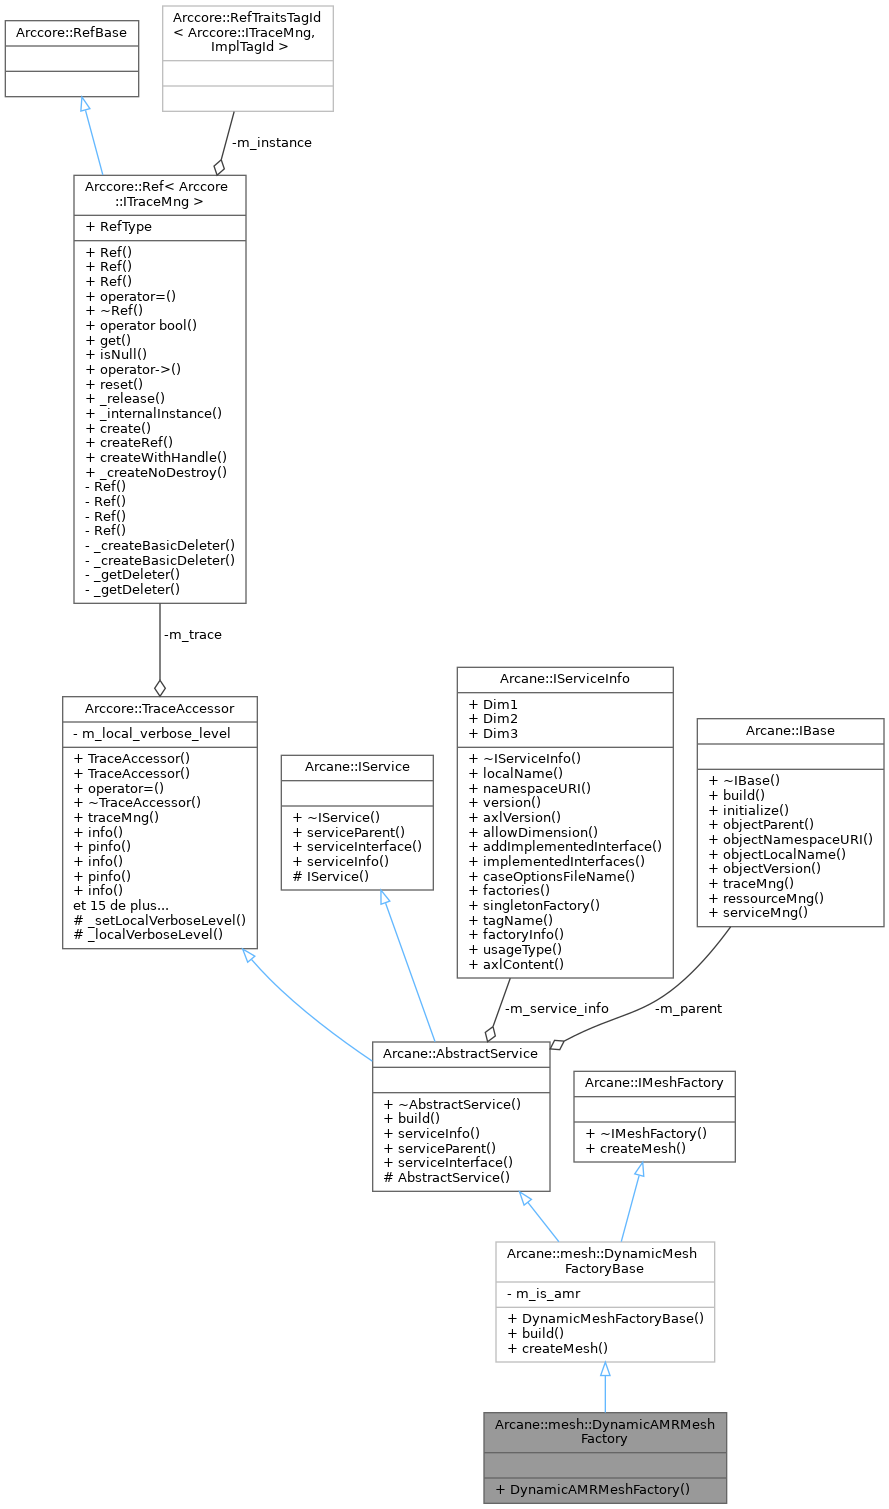 Arccore::RefBase
Arccore::RefTraitsTagId
< Arccore::ITraceMng,
ImplTagId >
-m_instance
Arccore::Ref< Arccore
::ITraceMng >
+ RefType
+ Ref()
+ Ref()
+ Ref()
+ operator=()
+ ~Ref()
+ operator bool()
+ get()
+ isNull()
+ operator->()
+ reset()
+ _release()
+ _internalInstance()
+ create()
+ createRef()
+ createWithHandle()
+ _createNoDestroy()
- Ref()
- Ref()
- Ref()
- Ref()
- _createBasicDeleter()
- _createBasicDeleter()
- _getDeleter()
- _getDeleter()
-m_trace
Arccore::TraceAccessor
- m_local_verbose_level
+ TraceAccessor()
+ TraceAccessor()
+ operator=()
+ ~TraceAccessor()
+ traceMng()
+ info()
+ pinfo()
+ info()
+ pinfo()
+ info()
et 15 de plus...
# _setLocalVerboseLevel()
# _localVerboseLevel()
Arcane::IService
+ ~IService()
+ serviceParent()
+ serviceInterface()
+ serviceInfo()
# IService()
Arcane::IServiceInfo
+ Dim1
+ Dim2
+ Dim3
+ ~IServiceInfo()
+ localName()
+ namespaceURI()
+ version()
+ axlVersion()
+ allowDimension()
+ addImplementedInterface()
+ implementedInterfaces()
+ caseOptionsFileName()
+ factories()
+ singletonFactory()
+ tagName()
+ factoryInfo()
+ usageType()
+ axlContent()
Arcane::IBase
+ ~IBase()
+ build()
+ initialize()
+ objectParent()
+ objectNamespaceURI()
+ objectLocalName()
+ objectVersion()
+ traceMng()
+ ressourceMng()
+ serviceMng()
-m_service_info
-m_parent
Arcane::AbstractService
+ ~AbstractService()
+ build()
+ serviceInfo()
+ serviceParent()
+ serviceInterface()
# AbstractService()
Arcane::IMeshFactory
+ ~IMeshFactory()
+ createMesh()
Arcane::mesh::DynamicMesh
FactoryBase
- m_is_amr
+ DynamicMeshFactoryBase()
+ build()
+ createMesh()
Arcane::mesh::DynamicAMRMesh
Factory
+ DynamicAMRMeshFactory()